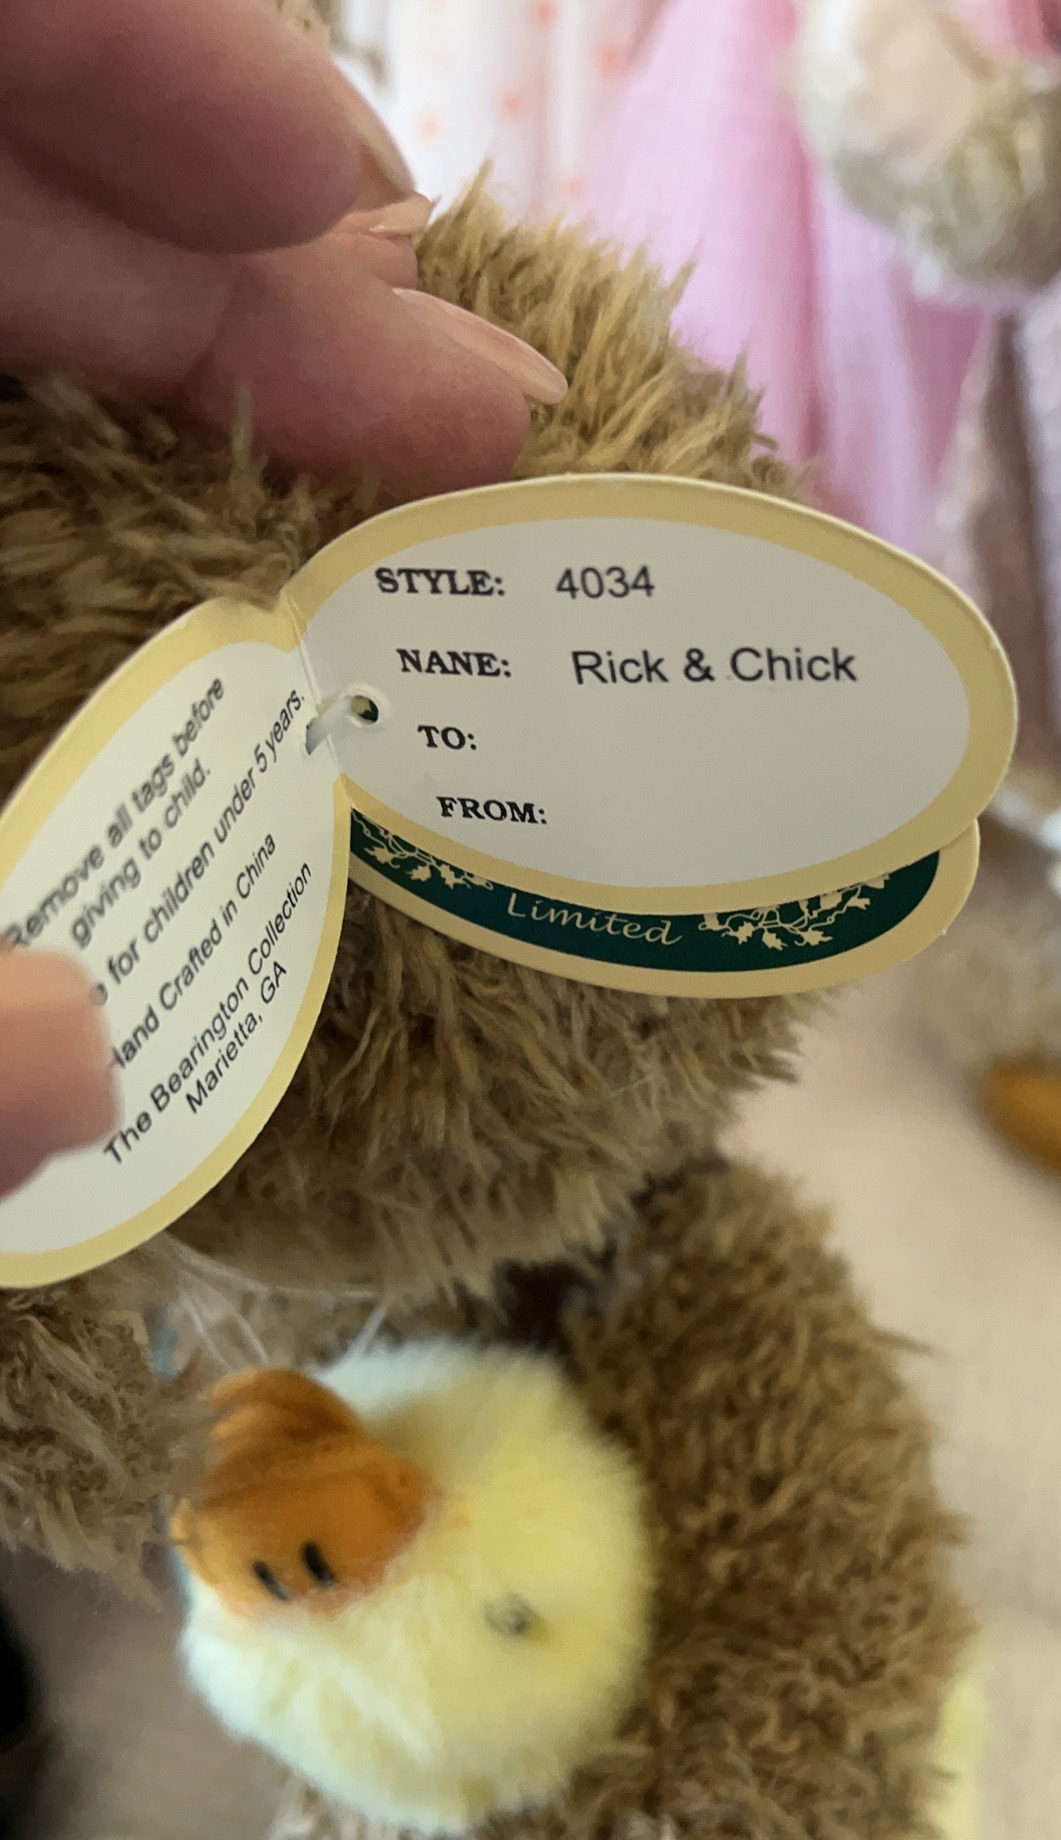 Remove all tags before
giving to child.
for children under 5 years.
Hand Crafted in China
The Bearington Collection
Marietta, GA
STYLE: 4034
NANE: Rick & Chick
TO:
FROM:
Limited